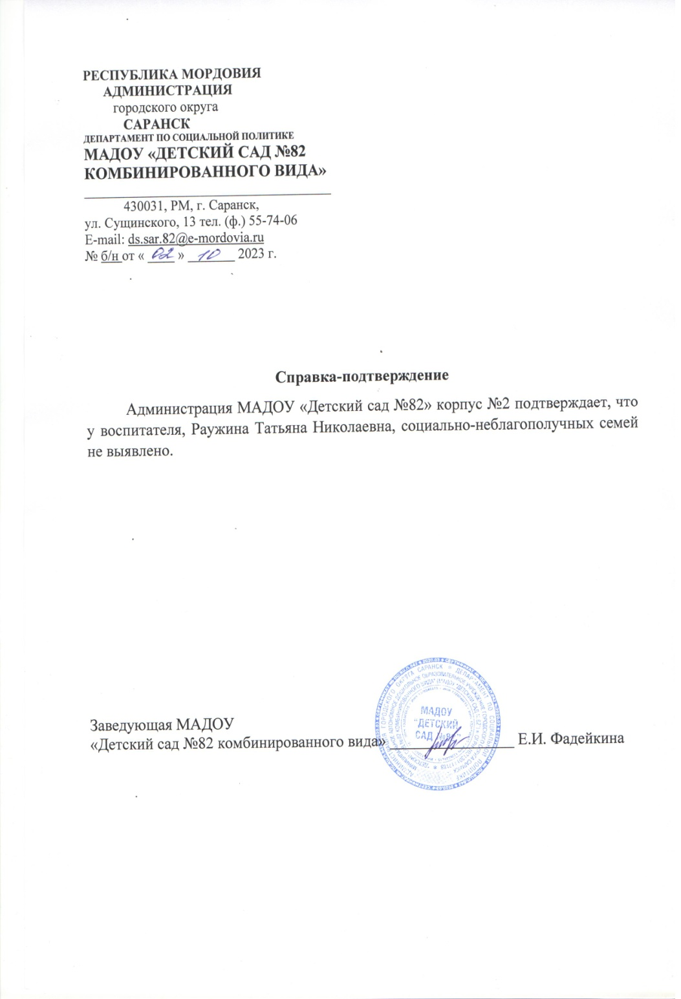 РЕСПУБЛИКА МОРДОВИЯ
АДМИНИСТРАЦИЯ
городского округа
САРАНСК
ДЕПАРТАМЕНТ ПО СОЦИАЛЬНОЙ ПОЛИТИКЕ
МАДОУ «ДЕТСКИЙ САД №82
КОМБИНИРОВАННОГО ВИДА»
430031, РМ, г. Саранск,
ул. Сущинского, 13 тел. (ф.) 55-74-06
E-mail: ds.sar.82@e-mordovia.ru
№ б/н от « 02 » 10 2023 г.
Справка-подтверждение
Администрация МАДОУ «Детский сад №82» корпус №2 подтверждает, что
у воспитателя, Раужина Татьяна Николаевна, социально-неблагополучных семей
не выявлено.
МАДОУ
"ДЕТСКИЙ
САД №82"
Заведующая МАДОУ
«Детский сад №82 комбинированного вида» Е.И. Фадейкина